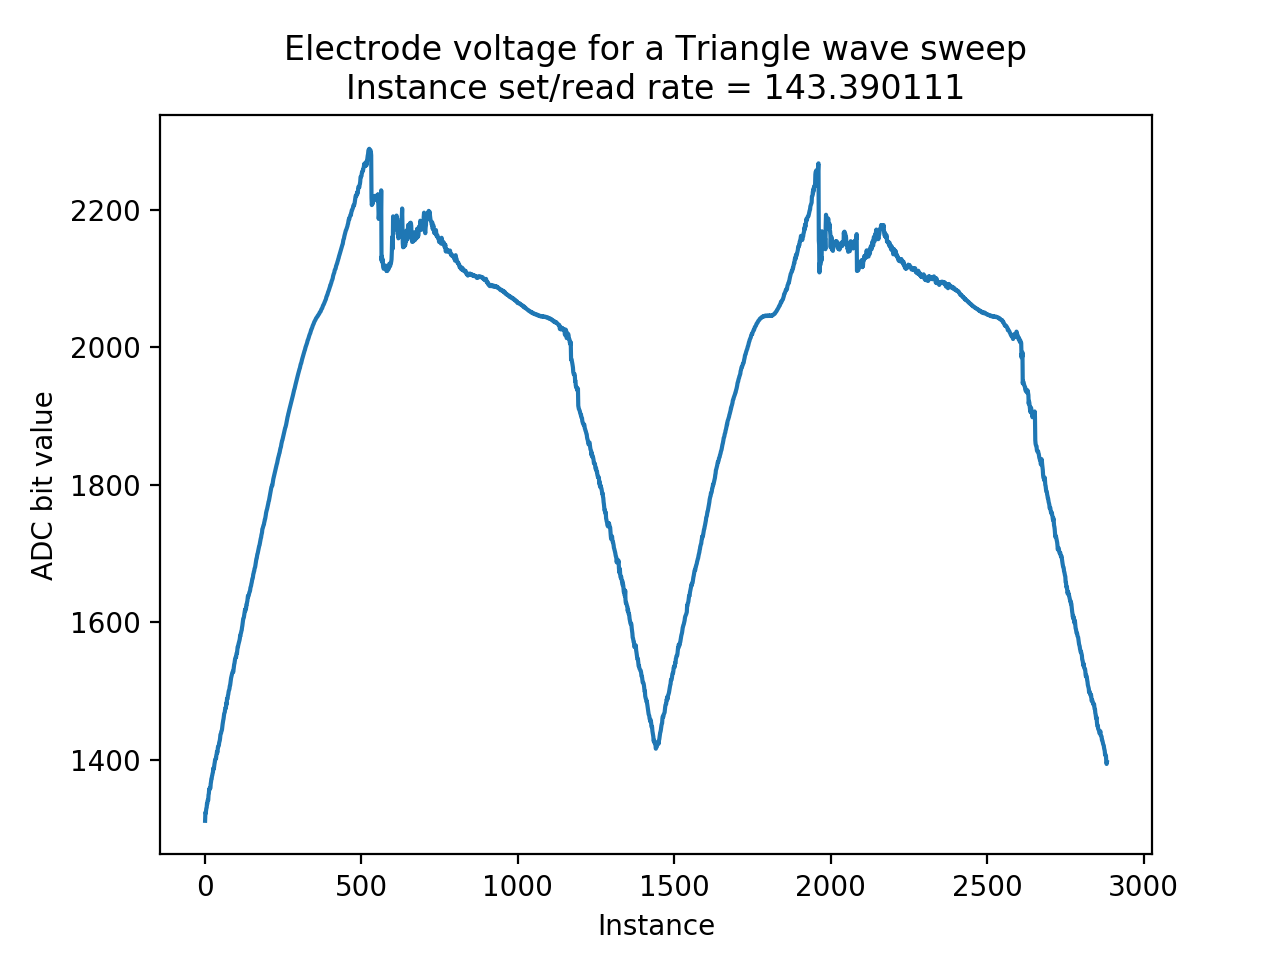 Electrode voltage for a Triangle wave sweep
Instance set/read rate = 143.390111
ADC bit value
2200
2000
1800
1600
1400
0 500 1000 1500 2000 2500 3000
Instance